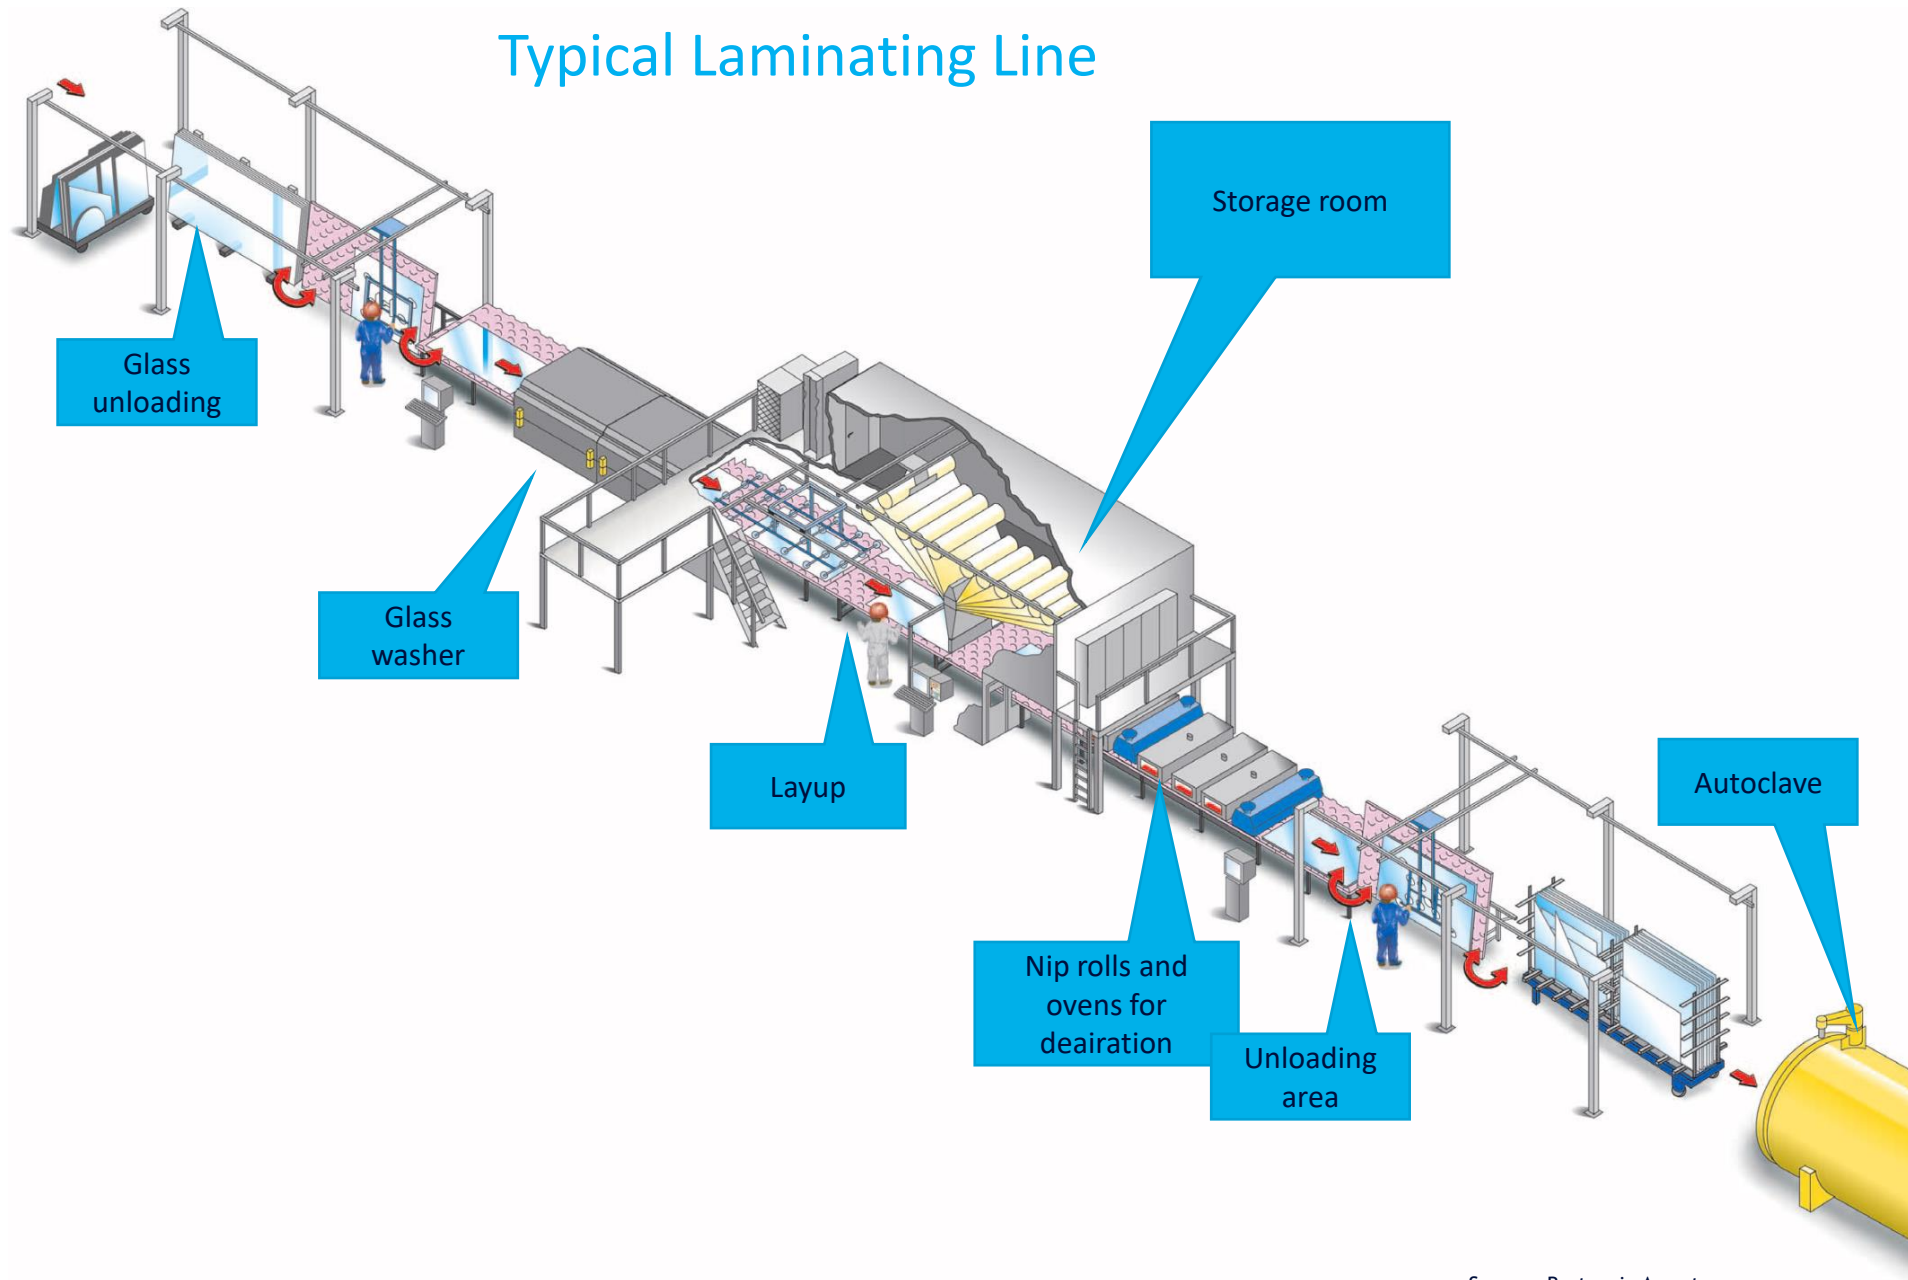 Typical Laminating Line
Storage room
Glass
unloading
Glass
washer
Layup
Autoclave
Nip rolls and
ovens for
deairation
Unloading
area